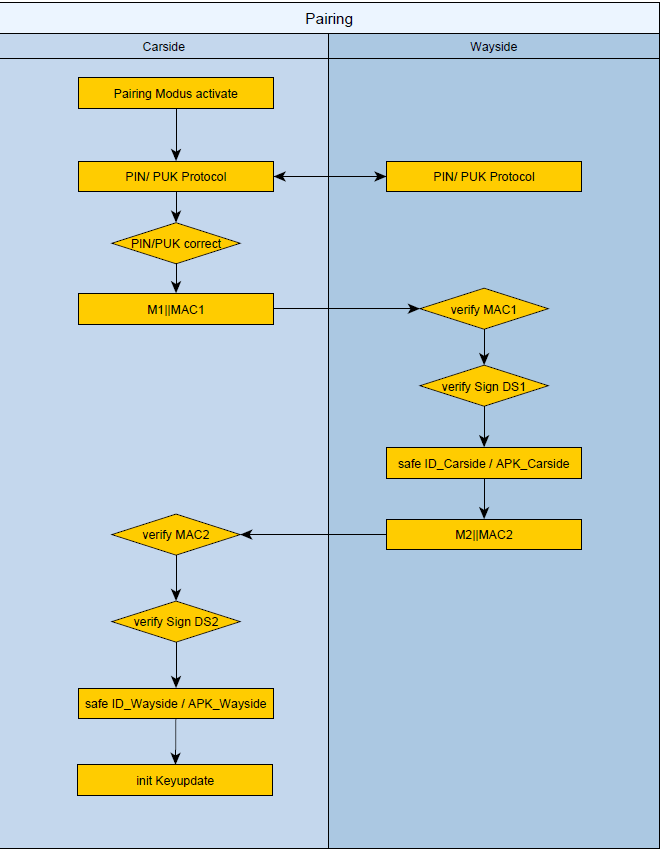 Pairing
Carside
Wayside
Pairing Modus activate
PIN/ PUK Protocol
PIN/ PUK Protocol
PIN/PUK correct
M1||MAC1
verify MAC1
verify Sign DS1
safe ID_Carside / APK_Carside
M2||MAC2
verify MAC2
verify Sign DS2
safe ID_Wayside / APK_Wayside
init Keyupdate